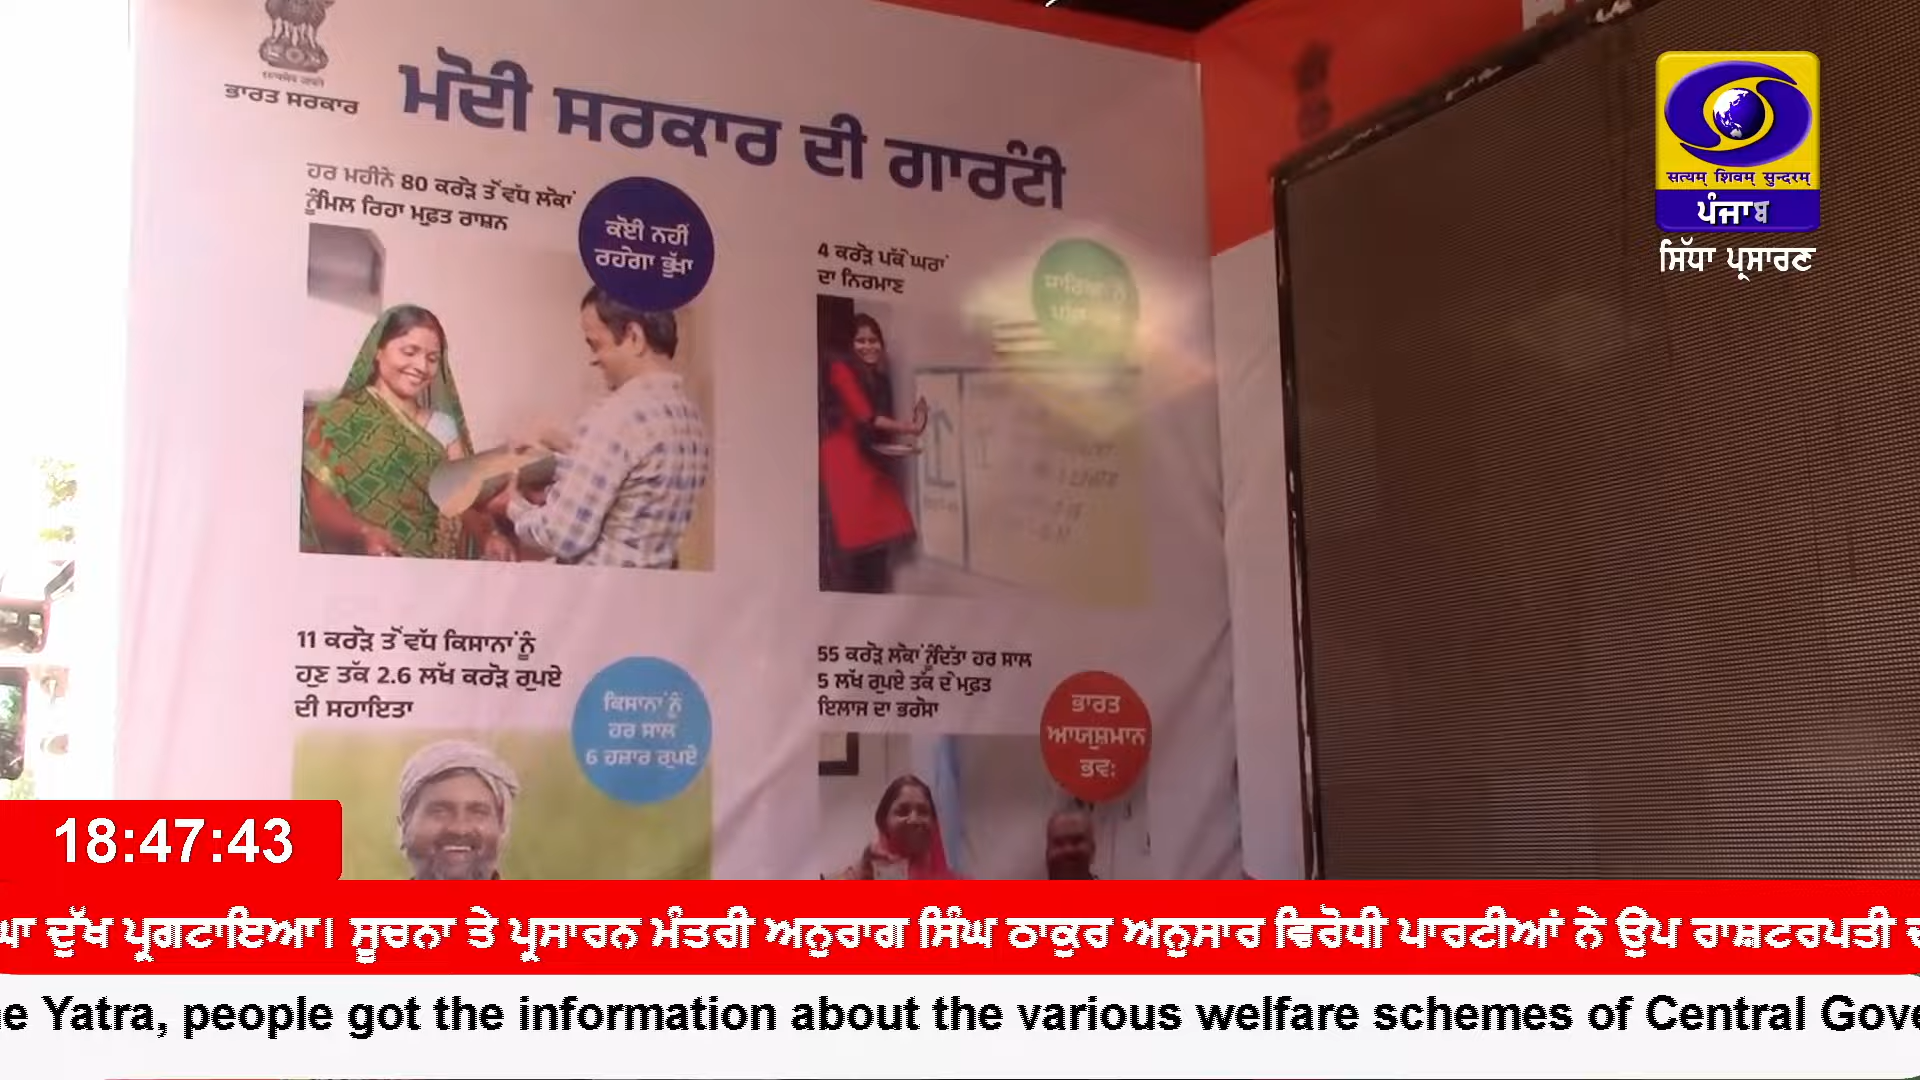 ਭਾਰਤ ਸਰਕਾਰ
ਮੋਦੀ ਸਰਕਾਰ ਦੀ ਗਾਰੰਟੀ
ਹਰ ਮਹੀਨੇ 80 ਕਰੋੜ ਤੋਂ ਵੱਧ ਲੋਕਾਂ
ਨੂੰਮਿਲ ਰਿਹਾ ਮੁਫ਼ਤ ਰਾਸ਼ਨ
ਕੋਈ ਨਹੀਂ
ਰਹੇਗਾ ਭੁੱਖਾ
4 ਕਰੋੜ ਪੱਕੇ ਘਰਾਂ
ਦਾ ਨਿਰਮਾਣ
11 ਕਰੋੜ ਤੋਂ ਵੱਧ ਕਿਸਾਨਾਂ ਨੂੰ
ਹੁਣ ਤੱਕ 2.6 ਲੱਖ ਕਰੋੜ ਰੁਪਏ
ਦੀ ਸਹਾਇਤਾ
ਕਿਸਾਨਾਂ ਨੂੰ
ਹਰ ਸਾਲ
6 ਹਜ਼ਾਰ ਰੁਪਏ
55 ਕਰੋੜ ਲੋਕਾਂ ਨੂੰਦਿੱਤਾ ਹਰ ਸਾਲ
5 ਲੱਖ ਰੁਪਏ ਤੱਕ ਦੇ ਮੁਫ਼ਤ
ਇਲਾਜ ਦਾ ਭਰੋਸਾ
ਭਾਰਤ
ਆਯੁਸ਼ਮਾਨ
ਭਵ:
सत्यम् शिवम् सुन्दरम्
ਪੰਜਾਬ
ਸਿੱਧਾ ਪ੍ਰਸਾਰਣ
18:47:43
ਦੁੱਖ ਪ੍ਰਗਟਾਇਆ। ਸੂਚਨਾ ਤੇ ਪ੍ਰਸਾਰਨ ਮੰਤਰੀ ਅਨੁਰਾਗ ਸਿੰਘ ਠਾਕੁਰ ਅਨੁਸਾਰ ਵਿਰੋਧੀ ਪਾਰਟੀਆਂ ਨੇ ਉਪ ਰਾਸ਼ਟਰਪਤੀ
e Yatra, people got the information about the various welfare schemes of Central Gove